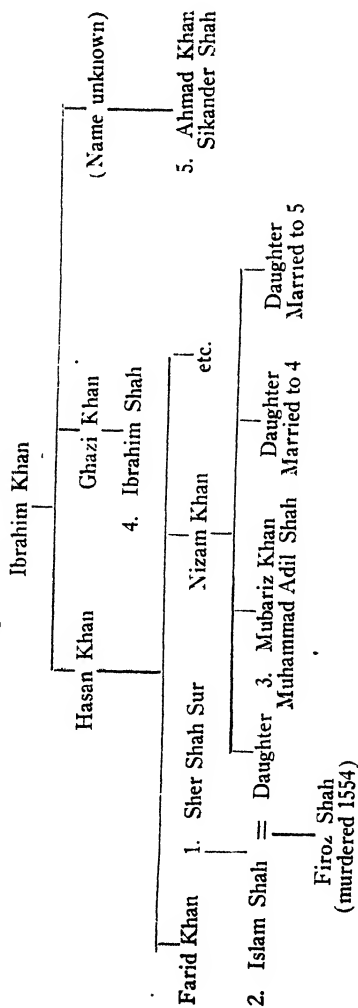 Ibrahim Khan
Hasan Khan
Ghazi Khan
(Name unknown)
4. Ibrahim Shah
5. Ahmad Khan
Sikander Shah
Farid Khan
1. Sher Shah Sur
Nizam Khan
etc.
2. Islam Shah = Daughter
3. Mubariz Khan
Muhammad Adil Shah
Daughter
Married to 4
Daughter
Married to 5
Firoz Shah
(murdered 1554)